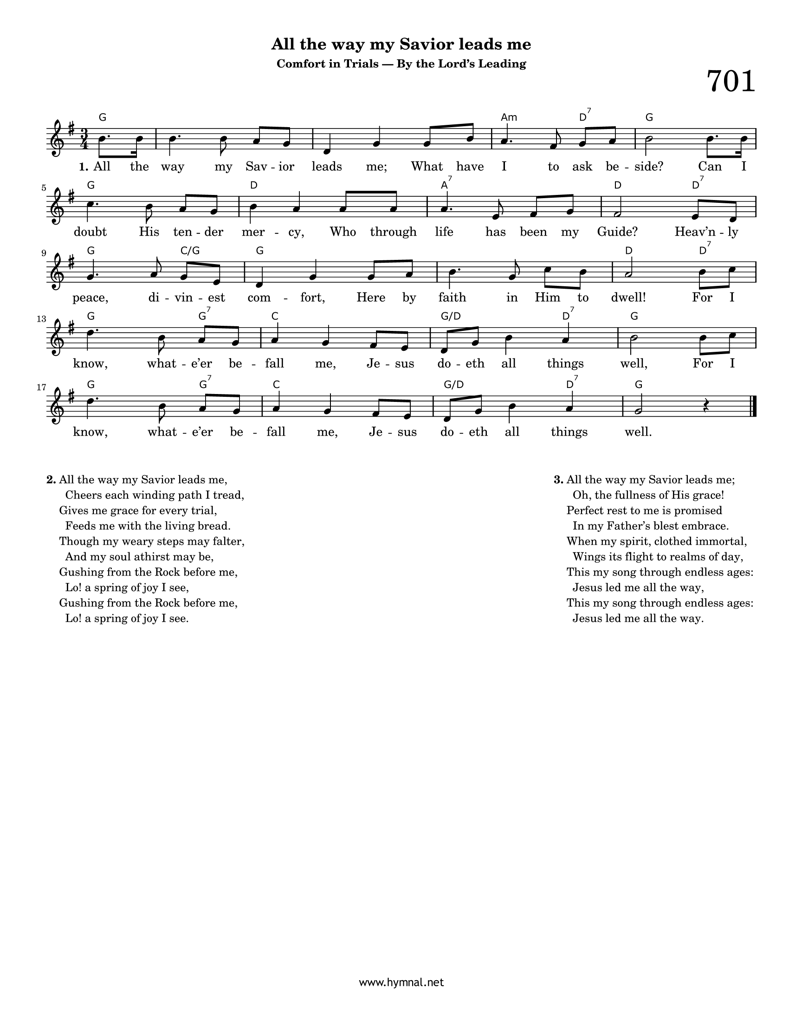 All the way my Savior leads me
Comfort in Trials — By the Lord's Leading
701
G Am D7 G
3
4
1. All the way my Sav - ior leads me; What have I to ask be - side? Can I
5 G D A7 D D7
doubt His ten - der mer - cy, Who through life has been my Guide? Heav'n - ly
9 G C/G G D D7
peace, di - vin - est com - fort, Here by faith in Him to dwell! For I
13 G G7 C G/D D7 G
know, what - e'er be - fall me, Je - sus do - eth all things well, For I
17 G G7 C G/D D7 G
know, what - e'er be - fall me, Je - sus do - eth all things well.
2. All the way my Savior leads me,
Cheers each winding path I tread,
Gives me grace for every trial,
Feeds me with the living bread.
Though my weary steps may falter,
And my soul athirst may be,
Gushing from the Rock before me,
Lo! a spring of joy I see,
Gushing from the Rock before me,
Lo! a spring of joy I see.
3. All the way my Savior leads me;
Oh, the fullness of His grace!
Perfect rest to me is promised
In my Father's blest embrace.
When my spirit, clothed immortal,
Wings its flight to realms of day,
This my song through endless ages:
Jesus led me all the way,
This my song through endless ages:
Jesus led me all the way.
www.hymnal.net